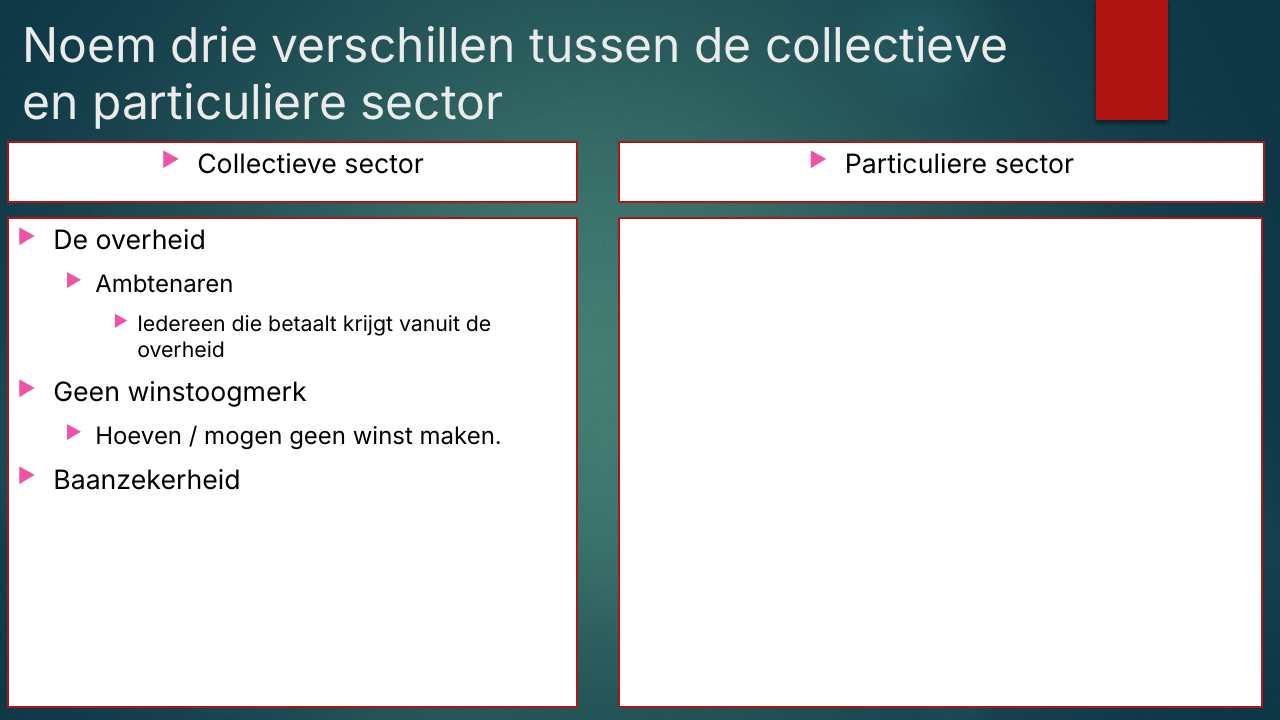 Noem drie verschillen tussen de collectieve
en particuliere sector
Collectieve sector
Particuliere sector
De overheid
Ambtenaren
Iedereen die betaalt krijgt vanuit de
overheid
Geen winstoogmerk
Hoeven / mogen geen winst maken.
Baanzekerheid